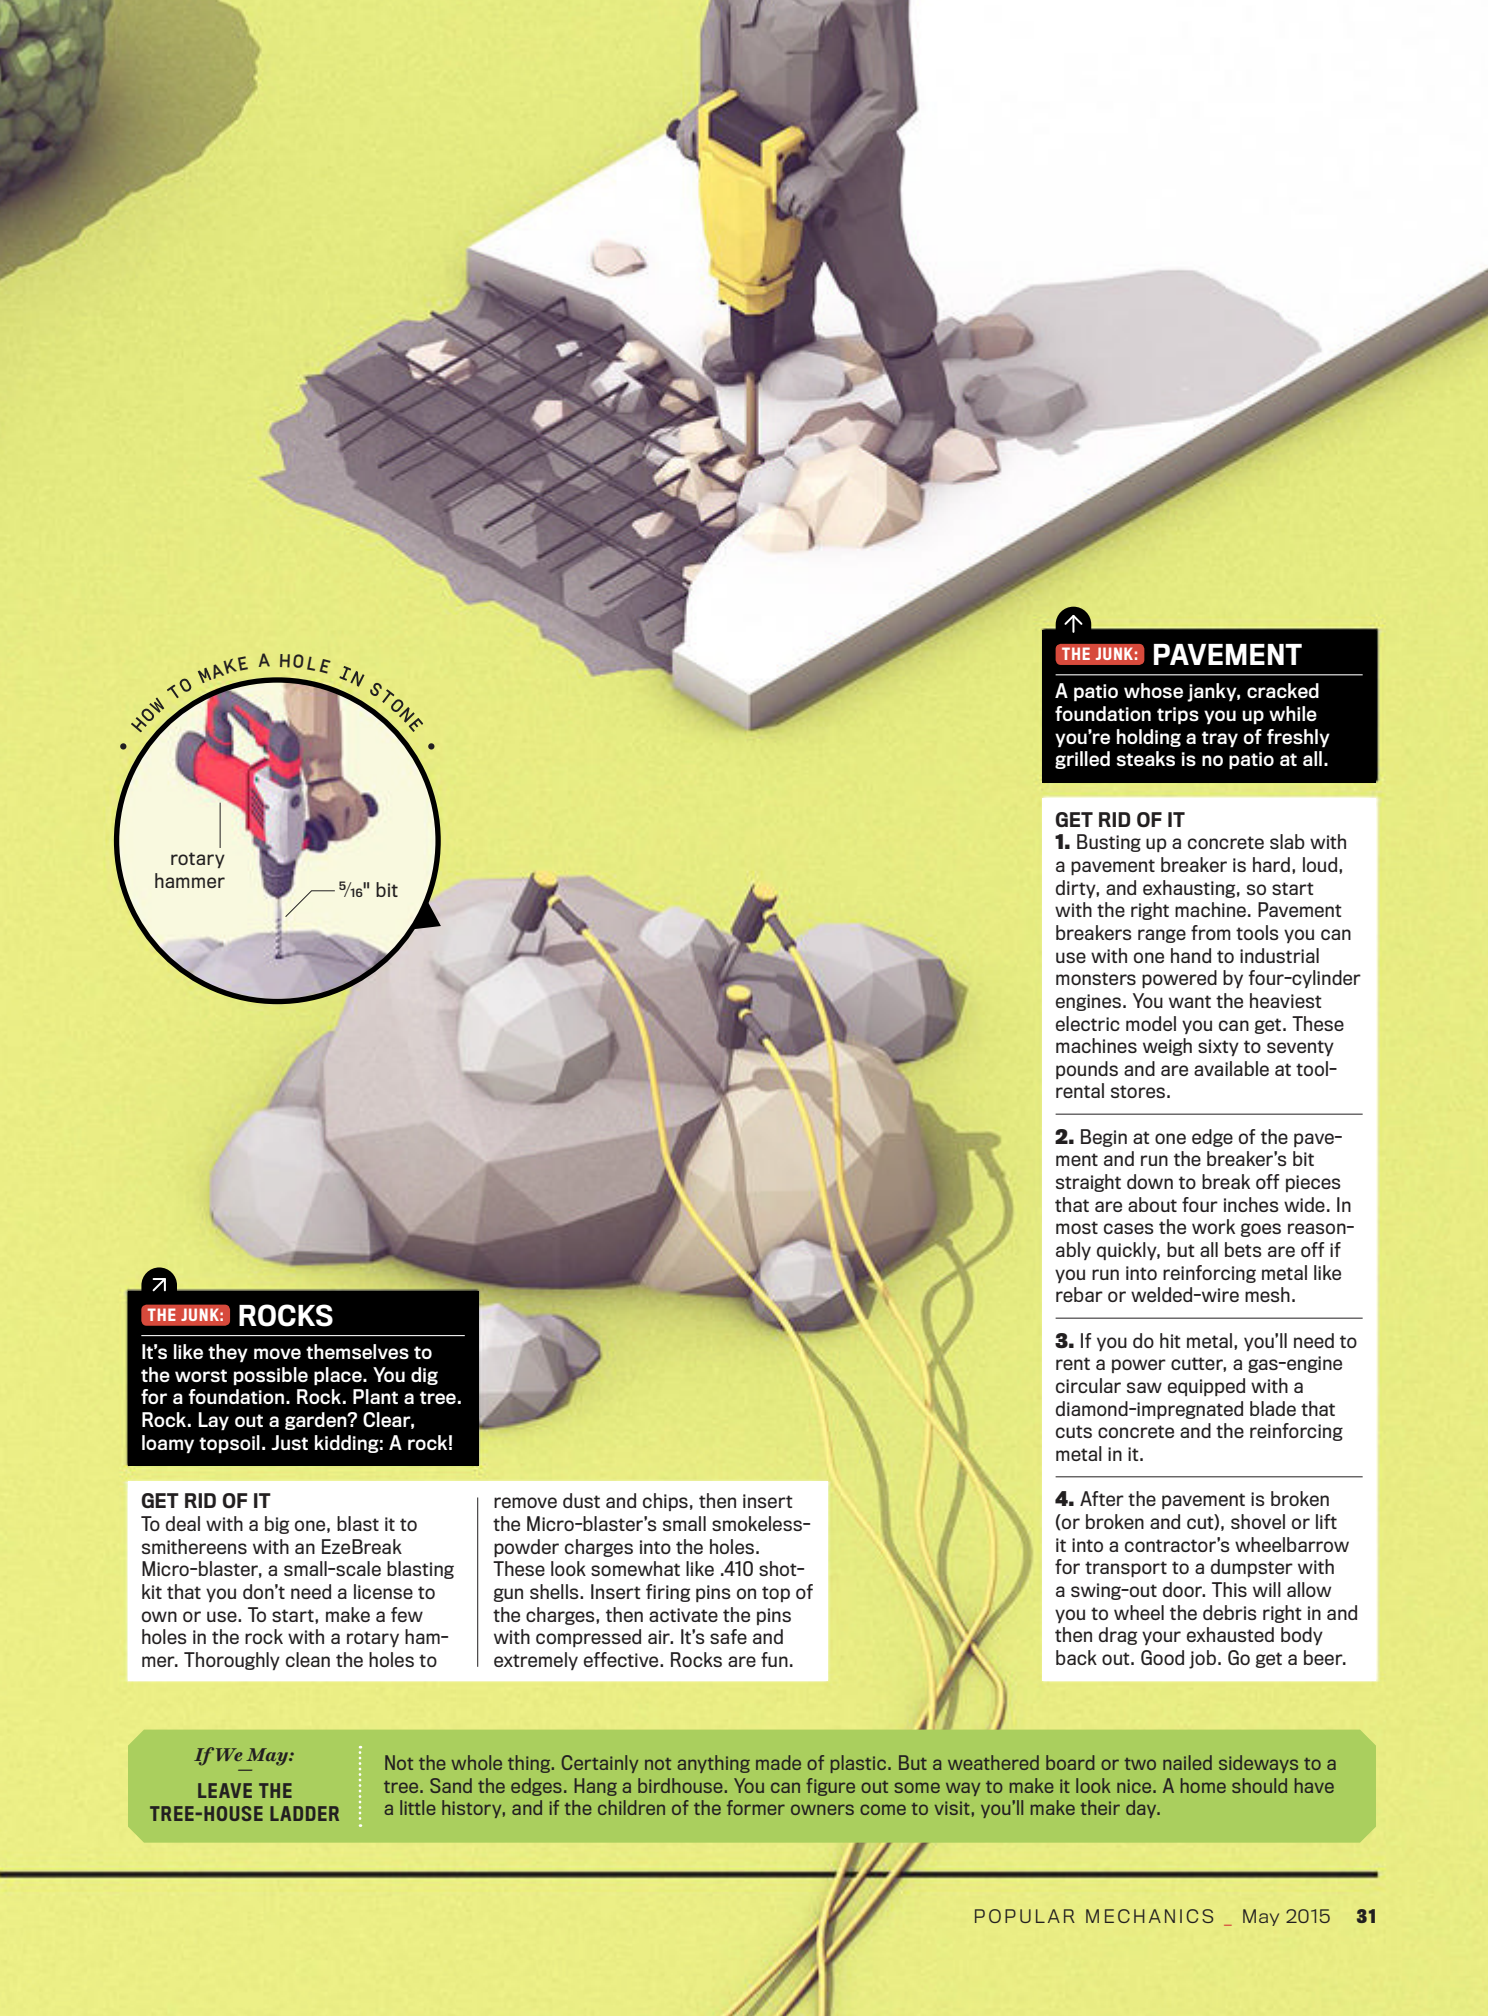 HOW TO MAKE A HOLE IN STONE
rotary
hammer
5/16" bit
THE JUNK: PAVEMENT
A patio whose janky, cracked
foundation trips you up while
you're holding a tray of freshly
grilled steaks is no patio at all.
GET RID OF IT
1. Busting up a concrete slab with
a pavement breaker is hard, loud,
dirty, and exhausting, so start
with the right machine. Pavement
breakers range from tools you can
use with one hand to industrial
monsters powered by four-cylinder
engines. You want the heaviest
electric model you can get. These
machines weigh sixty to seventy
pounds and are available at tool-
rental stores.
2. Begin at one edge of the pave-
ment and run the breaker's bit
straight down to break off pieces
that are about four inches wide. In
most cases the work goes reason-
ably quickly, but all bets are off if
you run into reinforcing metal like
rebar or welded-wire mesh.
3. If you do hit metal, you'll need to
rent a power cutter, a gas-engine
circular saw equipped with a
diamond-impregnated blade that
cuts concrete and the reinforcing
metal in it.
4. After the pavement is broken
(or broken and cut), shovel or lift
it into a contractor's wheelbarrow
for transport to a dumpster with
a swing-out door. This will allow
you to wheel the debris right in and
then drag your exhausted body
back out. Good job. Go get a beer.
THE JUNK: ROCKS
It's like they move themselves to
the worst possible place. You dig
for a foundation. Rock. Plant a tree.
Rock. Lay out a garden? Clear,
loamy topsoil. Just kidding: A rock!
GET RID OF IT
To deal with a big one, blast it to
smithereens with an EzeBreak
Micro-blaster, a small-scale blasting
kit that you don't need a license to
own or use. To start, make a few
holes in the rock with a rotary ham-
mer. Thoroughly clean the holes to
remove dust and chips, then insert
the Micro-blaster's small smokeless-
powder charges into the holes.
These look somewhat like .410 shot-
gun shells. Insert firing pins on top of
the charges, then activate the pins
with compressed air. It's safe and
extremely effective. Rocks are fun.
If We May:
LEAVE THE
TREE-HOUSE LADDER
Not the whole thing. Certainly not anything made of plastic. But a weathered board or two nailed sideways to a
tree. Sand the edges. Hang a birdhouse. You can figure out some way to make it look nice. A home should have
a little history, and if the children of the former owners come to visit, you'll make their day.
POPULAR MECHANICS _ May 2015 31